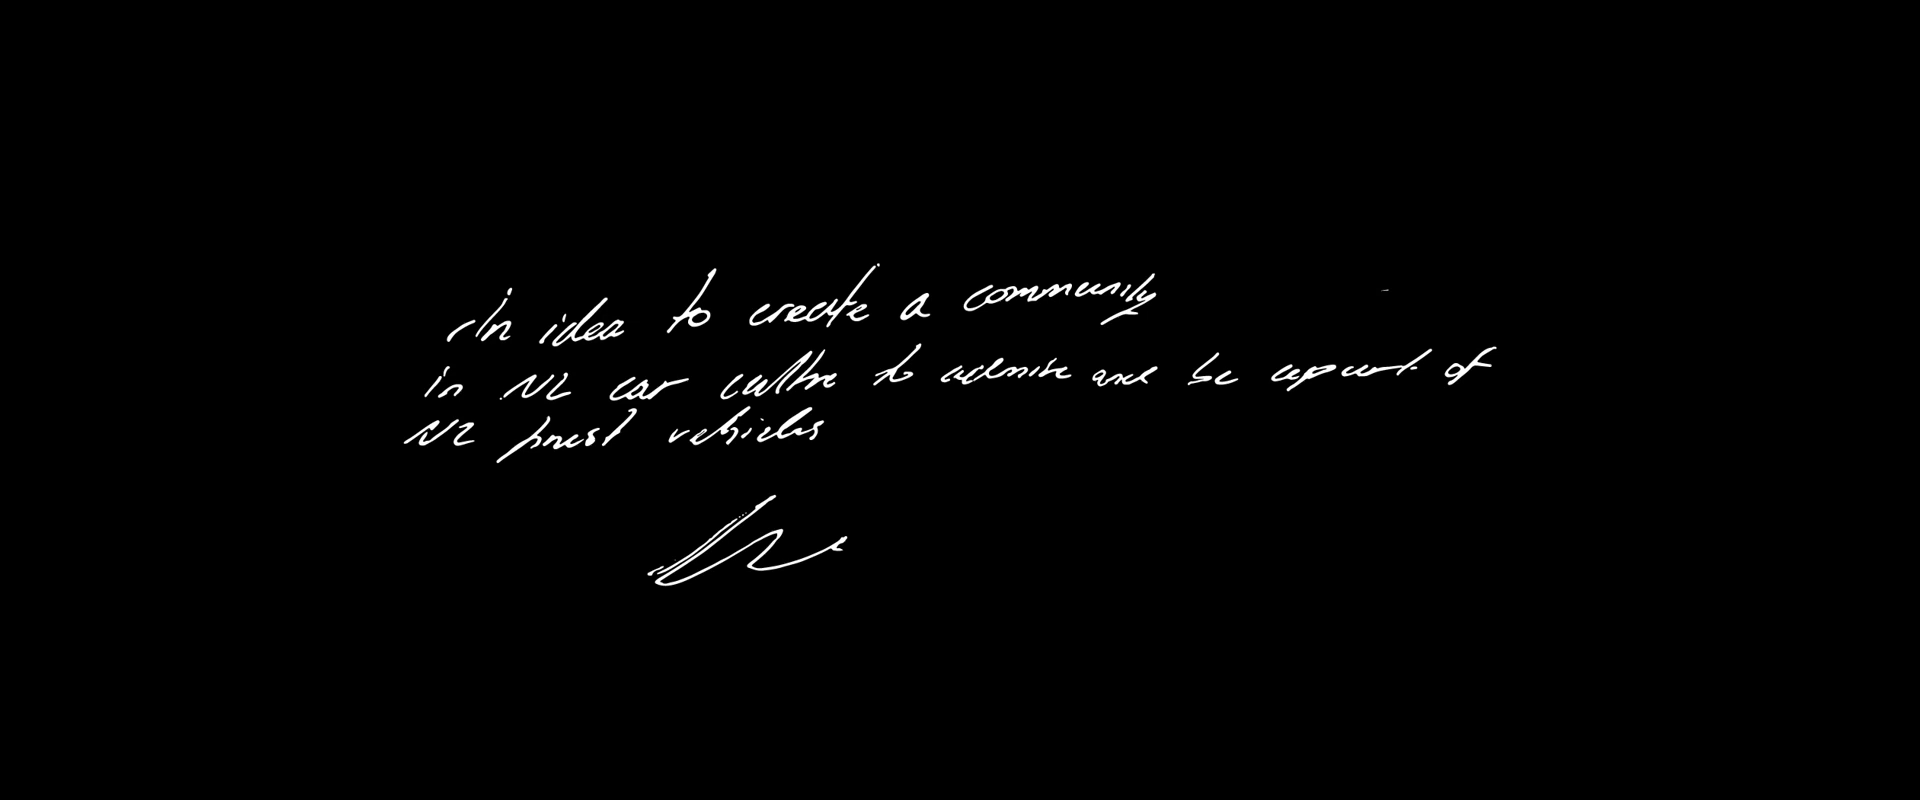 An idea to create a community
in NZ car culture to admire and be apart of
NZ finest vehicles